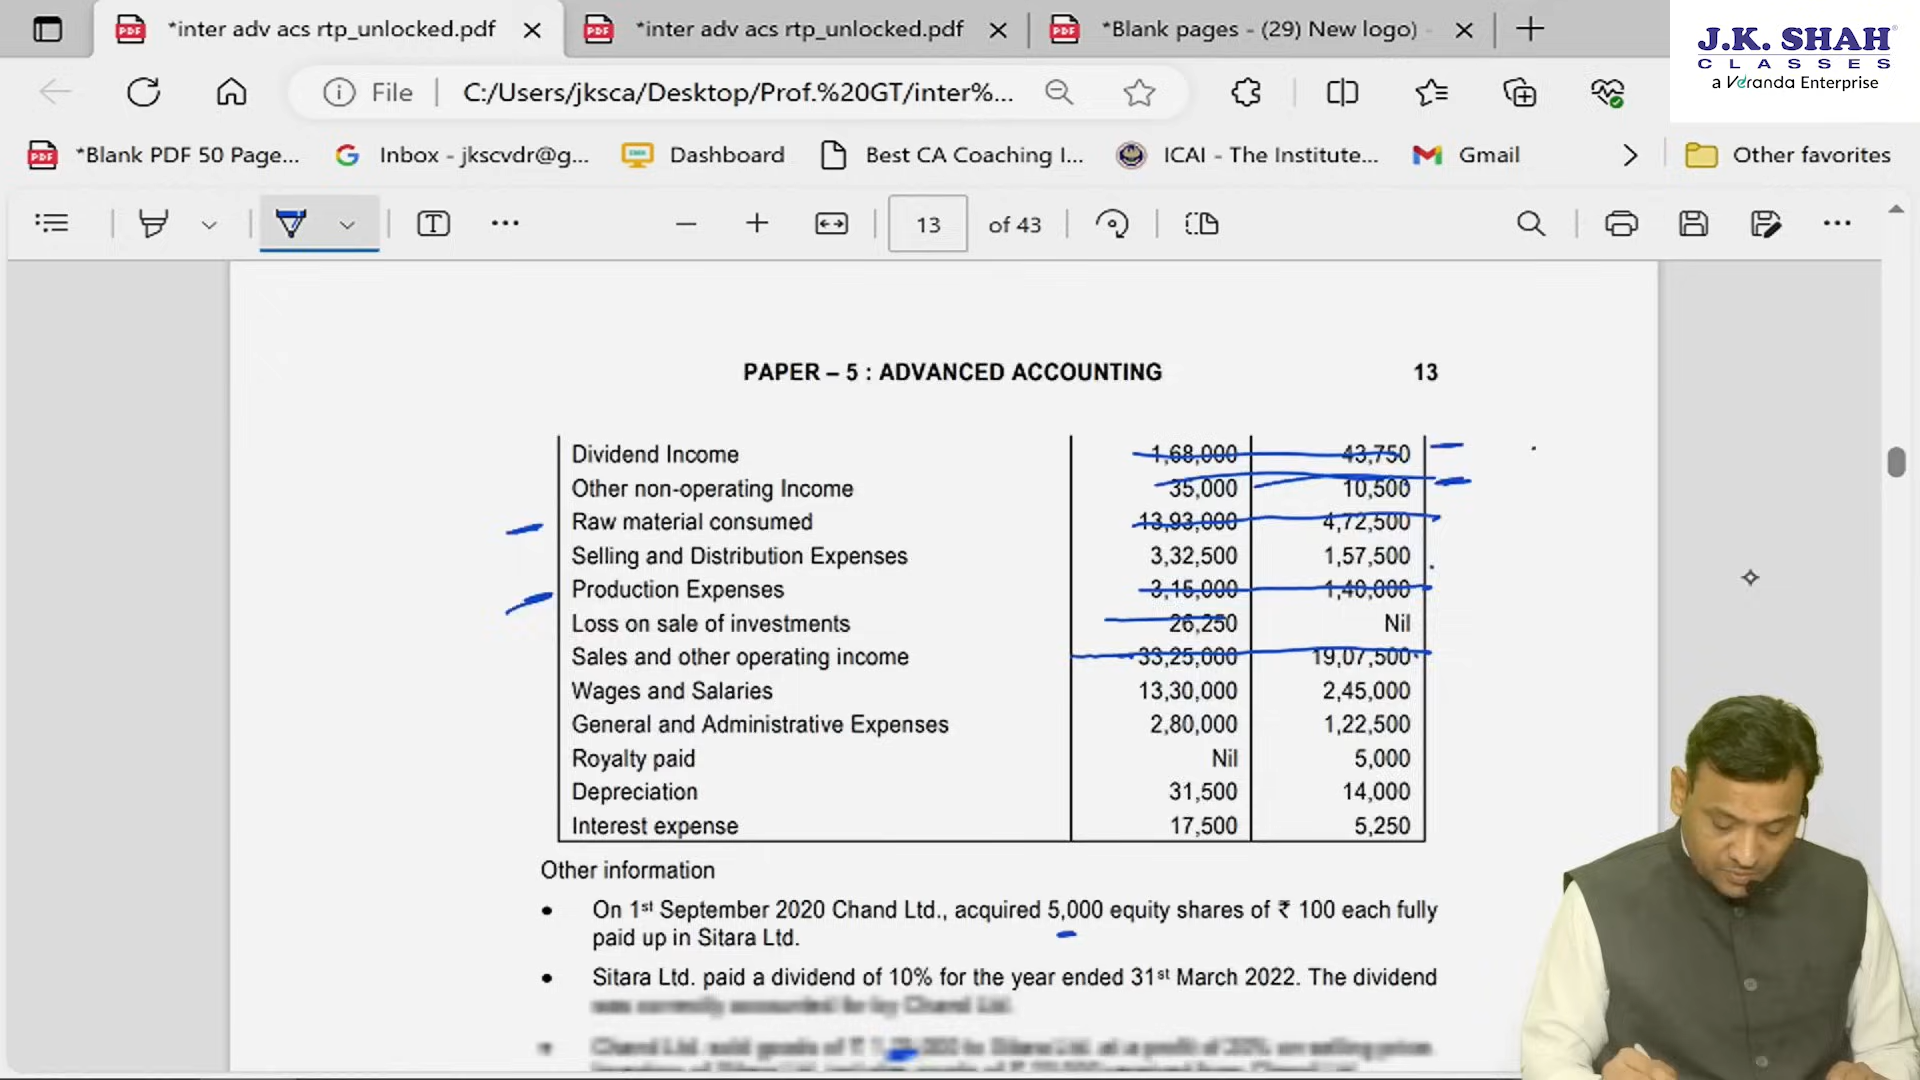 *inter adv acs rtp_unlocked.pdf
*inter adv acs rtp_unlocked.pdf
*Blank pages - (29) New logo) -
J.K. SHAH
CLASSES
a Veranda Enterprise
File
C:/Users/jksca/Desktop/Prof.%20GT/inter%...
*Blank PDF 50 Page...
Inbox - jkscvdr@g...
Dashboard
Best CA Coaching I...
ICAI - The Institute...
Gmail
Other favorites
13 of 43
PAPER – 5 : ADVANCED ACCOUNTING 13
Dividend Income 1,68,000 43,750
Other non-operating Income 35,000 10,500
Raw material consumed 13,93,000 4,72,500
Selling and Distribution Expenses 3,32,500 1,57,500
Production Expenses 3,15,000 1,40,000
Loss on sale of investments 26,250 Nil
Sales and other operating income 33,25,000 19,07,500
Wages and Salaries 13,30,000 2,45,000
General and Administrative Expenses 2,80,000 1,22,500
Royalty paid Nil 5,000
Depreciation 31,500 14,000
Interest expense 17,500 5,250
Other information
• On 1st September 2020 Chand Ltd., acquired 5,000 equity shares of ₹ 100 each fully
paid up in Sitara Ltd.
• Sitara Ltd. paid a dividend of 10% for the year ended 31st March 2022. The dividend
was correctly accounted for by Chand Ltd.